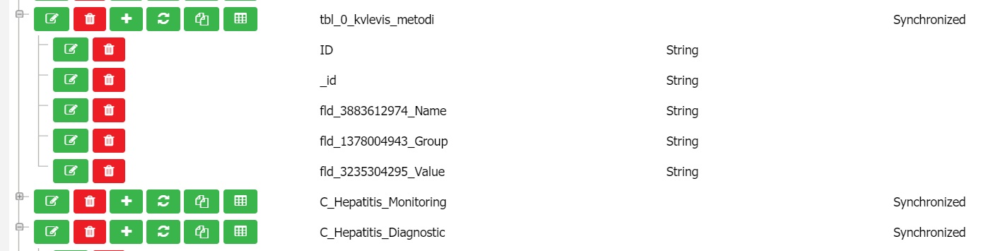 tbl_0_kvlevis_metodi Synchronized
ID String
_id String
fld_3883612974_Name String
fld_1378004943_Group String
fld_3235304295_Value String
C_Hepatitis_Monitoring Synchronized
C_Hepatitis_Diagnostic Synchronized